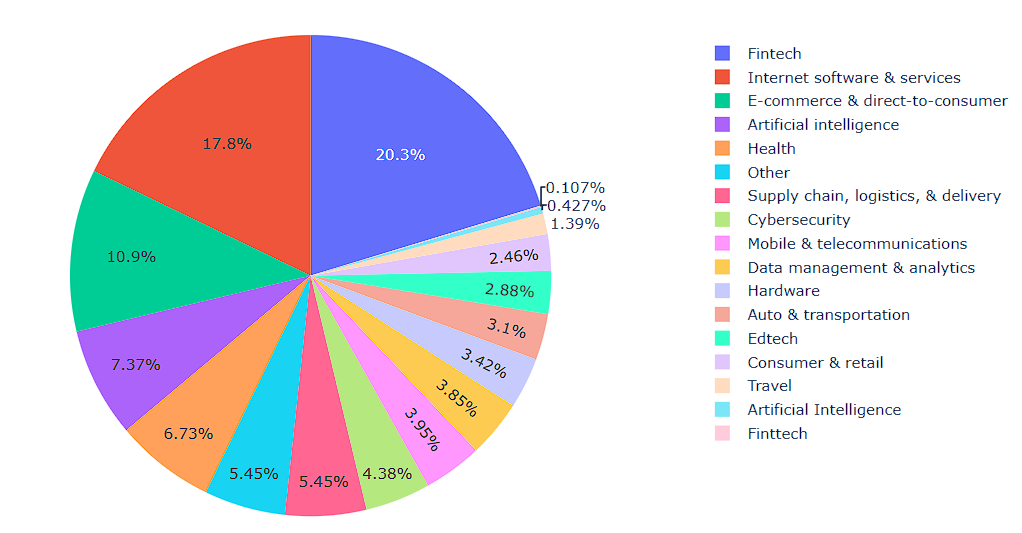 17.8%
20.3%
10.9%
0.107%
0.427%
1.39%
2.46%
2.88%
3.1%
3.42%
3.85%
3.95%
4.38%
5.45%
5.45%
6.73%
7.37%
Fintech
Internet software & services
E-commerce & direct-to-consumer
Artificial intelligence
Health
Other
Supply chain, logistics, & delivery
Cybersecurity
Mobile & telecommunications
Data management & analytics
Hardware
Auto & transportation
Edtech
Consumer & retail
Travel
Artificial Intelligence
Finttech